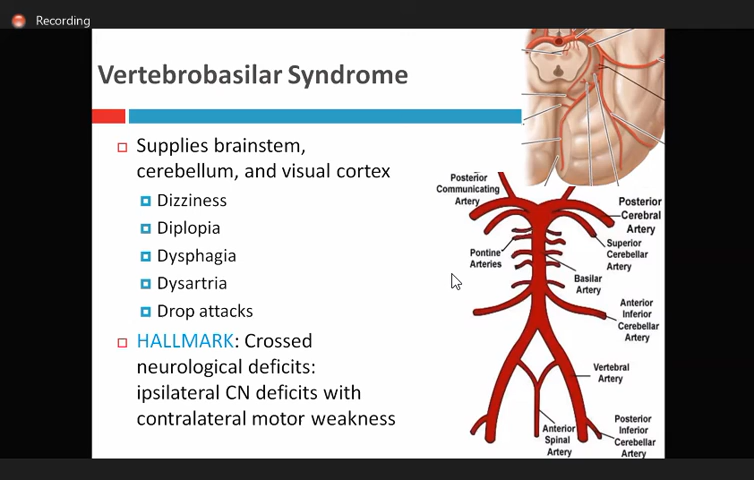 Recording
Vertebrobasilar Syndrome
Supplies brainstem,
cerebellum, and visual cortex
Dizziness
Diplopia
Dysphagia
Dysartria
Drop attacks
HALLMARK: Crossed
neurological deficits:
ipsilateral CN deficits with
contralateral motor weakness
Posterior
Communicating
Artery
Posterior
Cerebral
Artery
Superior
Cerebellar
Artery
Pontine
Arteries
Basilar
Artery
Anterior
Inferior
Cerebellar
Artery
Vertebral
Artery
Anterior
Spinal
Artery
Posterior
Inferior
Cerebellar
Artery